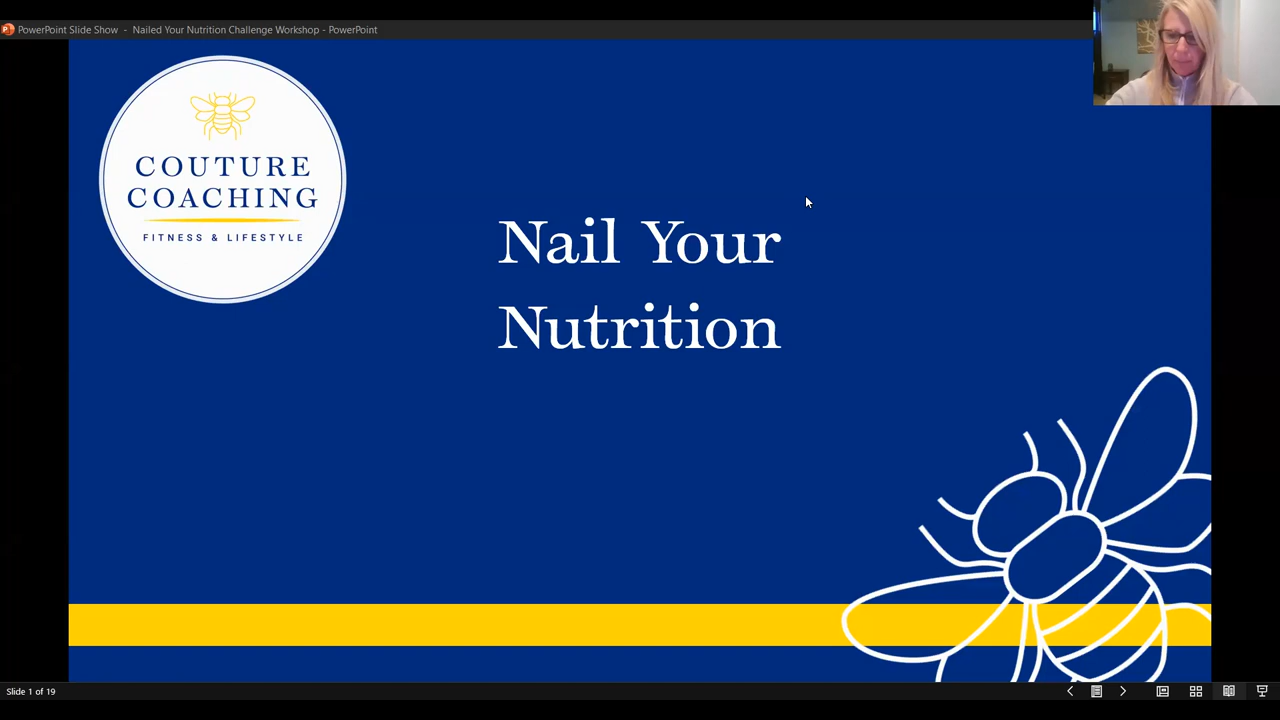 PowerPoint Slide Show - Nailed Your Nutrition Challenge Workshop - PowerPoint
COUTURE
COACHING
FITNESS & LIFESTYLE
Nail Your
Nutrition
Slide 1 of 19